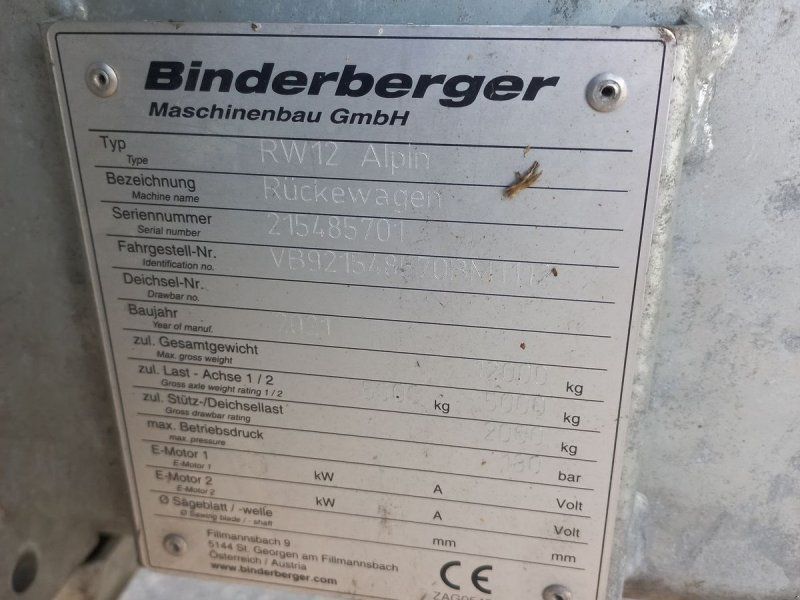 Binderberger
Maschinenbau GmbH
Typ RW12 Alpin
Type
Bezeichnung Rückewagen
Machine name
Seriennummer 215485701
Serial number
Fahrgestell-Nr.
Identification no.
Deichsel-Nr.
Drawbar no.
Baujahr
Year of manuf.
zul. Gesamtgewicht 12000 kg
Max. gross weight
zul. Last - Achse 1 / 2 kg kg
Gross axle weight rating 1 / 2
zul. Stütz-/Deichsellast 2000 kg
Gross drawbar rating
max. Betriebsdruck 180 bar
max. pressure
E-Motor 1 kW A Volt
E-Motor 1
E-Motor 2 kW A Volt
E-Motor 2
Ø Sägeblatt / -welle mm mm
Ø Sawing blade / - shaft
Fillmannsbach 9
5144 St. Georgen am Fillmannsbach
Österreich / Austria
www.binderberger.com
CE